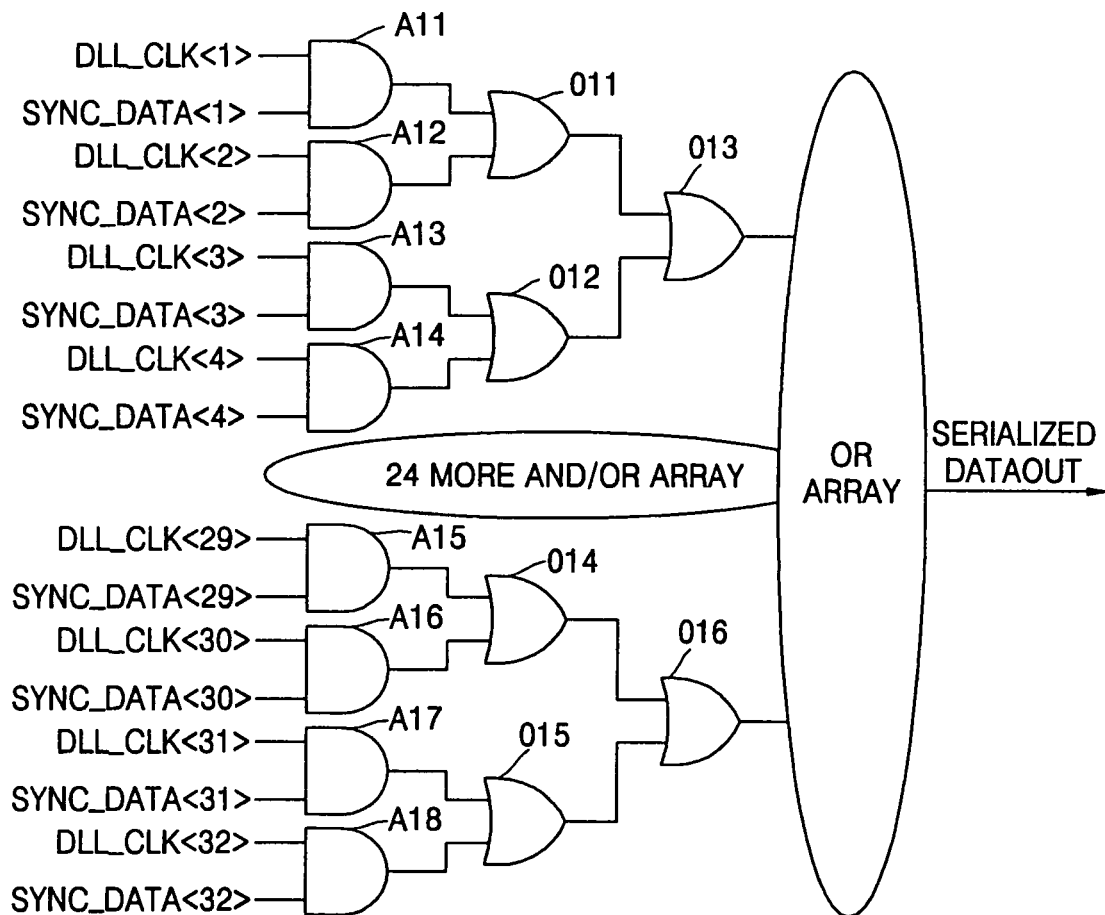 A11
DLL_CLK<1>
SYNC_DATA<1>
011
A12
DLL_CLK<2>
SYNC_DATA<2>
013
A13
DLL_CLK<3>
SYNC_DATA<3>
012
A14
DLL_CLK<4>
SYNC_DATA<4>
24 MORE AND/OR ARRAY
OR
ARRAY
SERIALIZED
DATAOUT
A15
DLL_CLK<29>
SYNC_DATA<29>
014
A16
DLL_CLK<30>
SYNC_DATA<30>
016
A17
DLL_CLK<31>
SYNC_DATA<31>
015
A18
DLL_CLK<32>
SYNC_DATA<32>